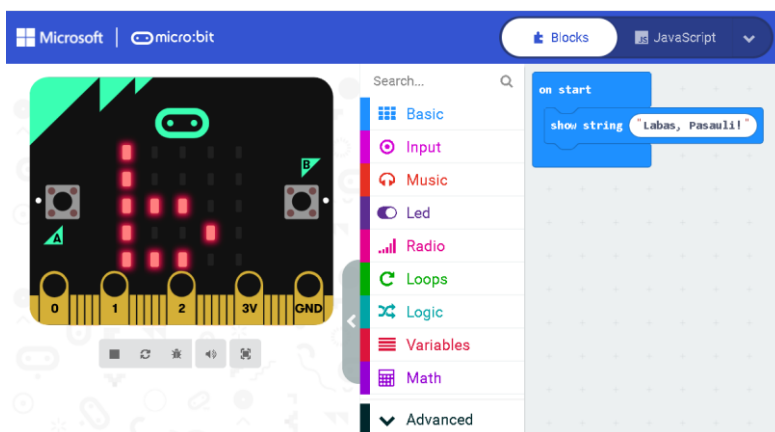 Microsoft | micro:bit
Blocks
JS JavaScript
Search...
Basic
Input
Music
Led
Radio
Loops
Logic
Variables
Math
Advanced
on start
show string "Labas, Pasauli!"
A
B
0 1 2 3V GND
b